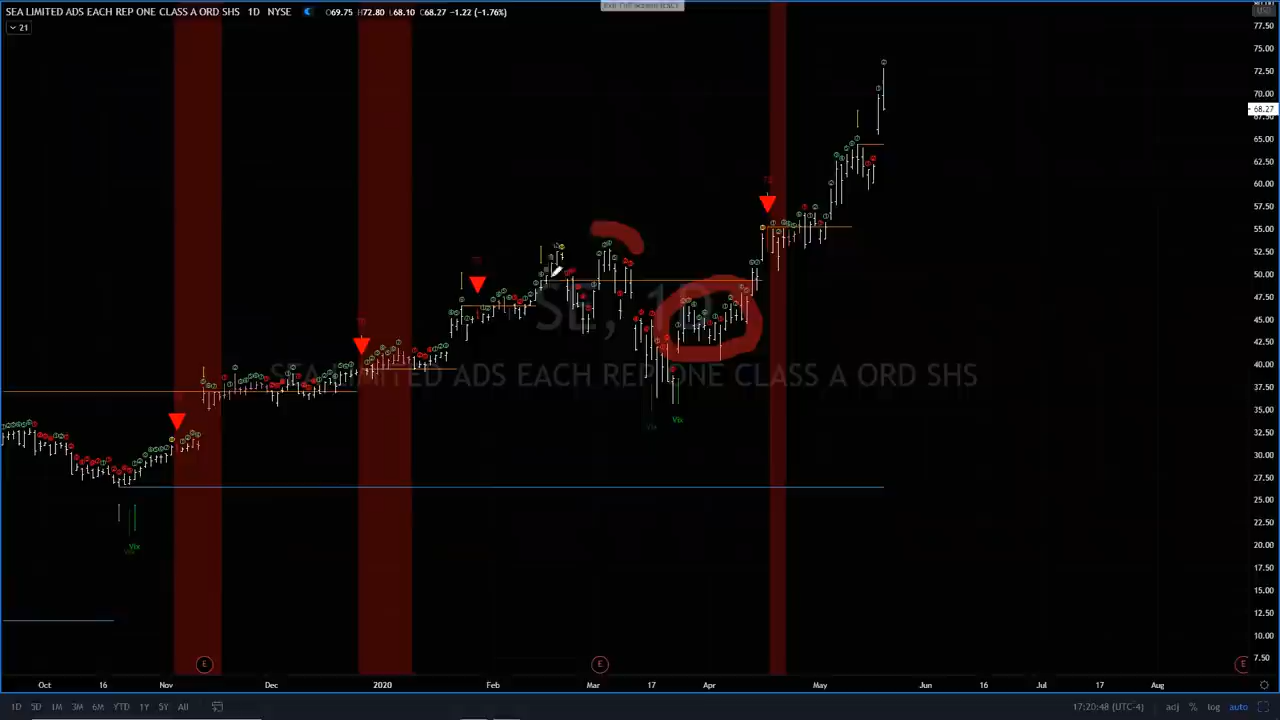 SEA LIMITED ADS EACH REP ONE CLASS A ORD SHS 1D NYSE O69.75 H72.80 L68.10 C68.27 −1.22 (−1.76%)
21
77.50
75.00
72.50
70.00
68.27
67.50
65.00
62.50
60.00
57.50
55.00
52.50
50.00
47.50
45.00
42.50
40.00
37.50
35.00
32.50
30.00
27.50
25.00
22.50
20.00
17.50
15.00
12.50
10.00
7.50
SE, 1D
SEA LIMITED ADS EACH REP ONE CLASS A ORD SHS
Vix
Vix
Vix
E
E
E
Oct 16 Nov Dec 2020 Feb Mar 17 Apr May Jun 16 Jul 17 Aug
1D 5D 1M 3M 6M YTD 1Y 5Y All 17:20:48 (UTC-4) adj % log auto